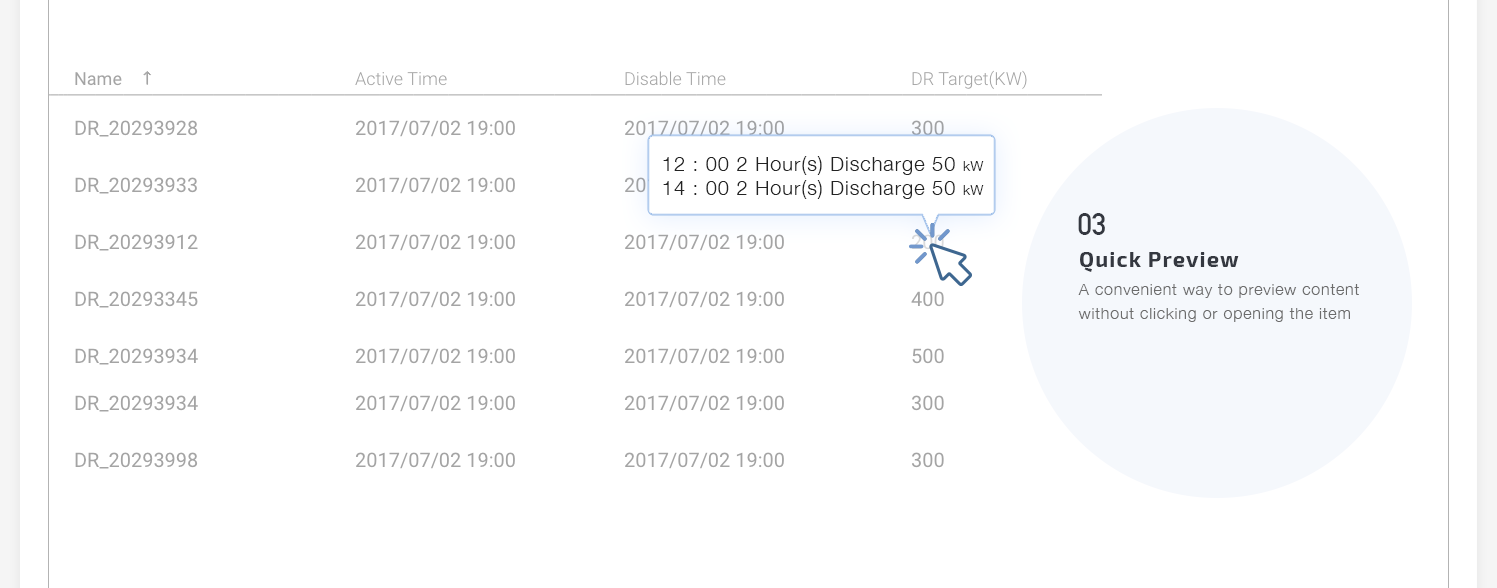 Name ↑ Active Time Disable Time DR Target(KW)
DR_20293928 2017/07/02 19:00 2017/07/02 19:00 300
12 : 00 2 Hour(s) Discharge 50 kW
14 : 00 2 Hour(s) Discharge 50 kW
DR_20293933 2017/07/02 19:00 20
DR_20293912 2017/07/02 19:00 2017/07/02 19:00
DR_20293345 2017/07/02 19:00 2017/07/02 19:00 400
DR_20293934 2017/07/02 19:00 2017/07/02 19:00 500
DR_20293934 2017/07/02 19:00 2017/07/02 19:00 300
DR_20293998 2017/07/02 19:00 2017/07/02 19:00 300
03
Quick Preview
A convenient way to preview content
without clicking or opening the item